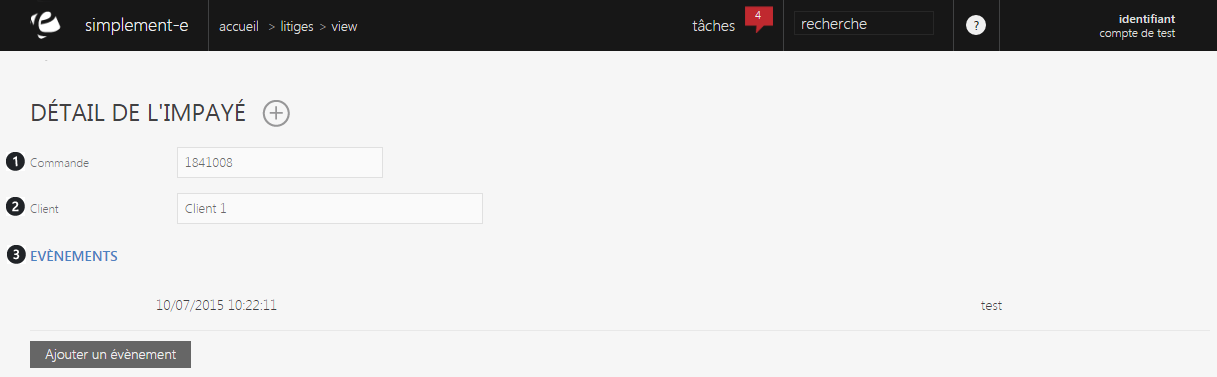 simplement-e
accueil > litiges > view
tâches
4
recherche
?
identifiant
compte de test
DÉTAIL DE L'IMPAYÉ
1 Commande 1841008
2 Client Client 1
3 EVÈNEMENTS
10/07/2015 10:22:11 test
Ajouter un évènement